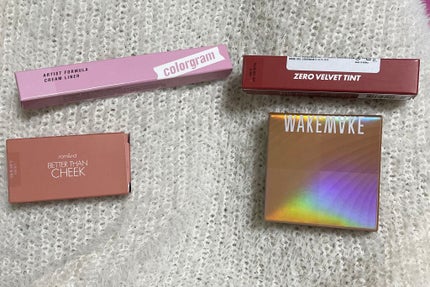 ARTIST FORMULA
CREAM LINER
colorgram
ZERO VELVET TINT
rom&nd
BETTER THAN
CHEEK
WAKEMAKE